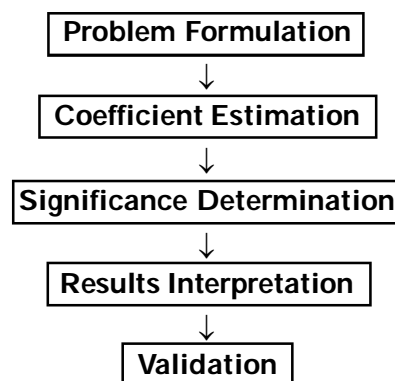 Problem Formulation
↓
Coefficient Estimation
↓
Significance Determination
↓
Results Interpretation
↓
Validation